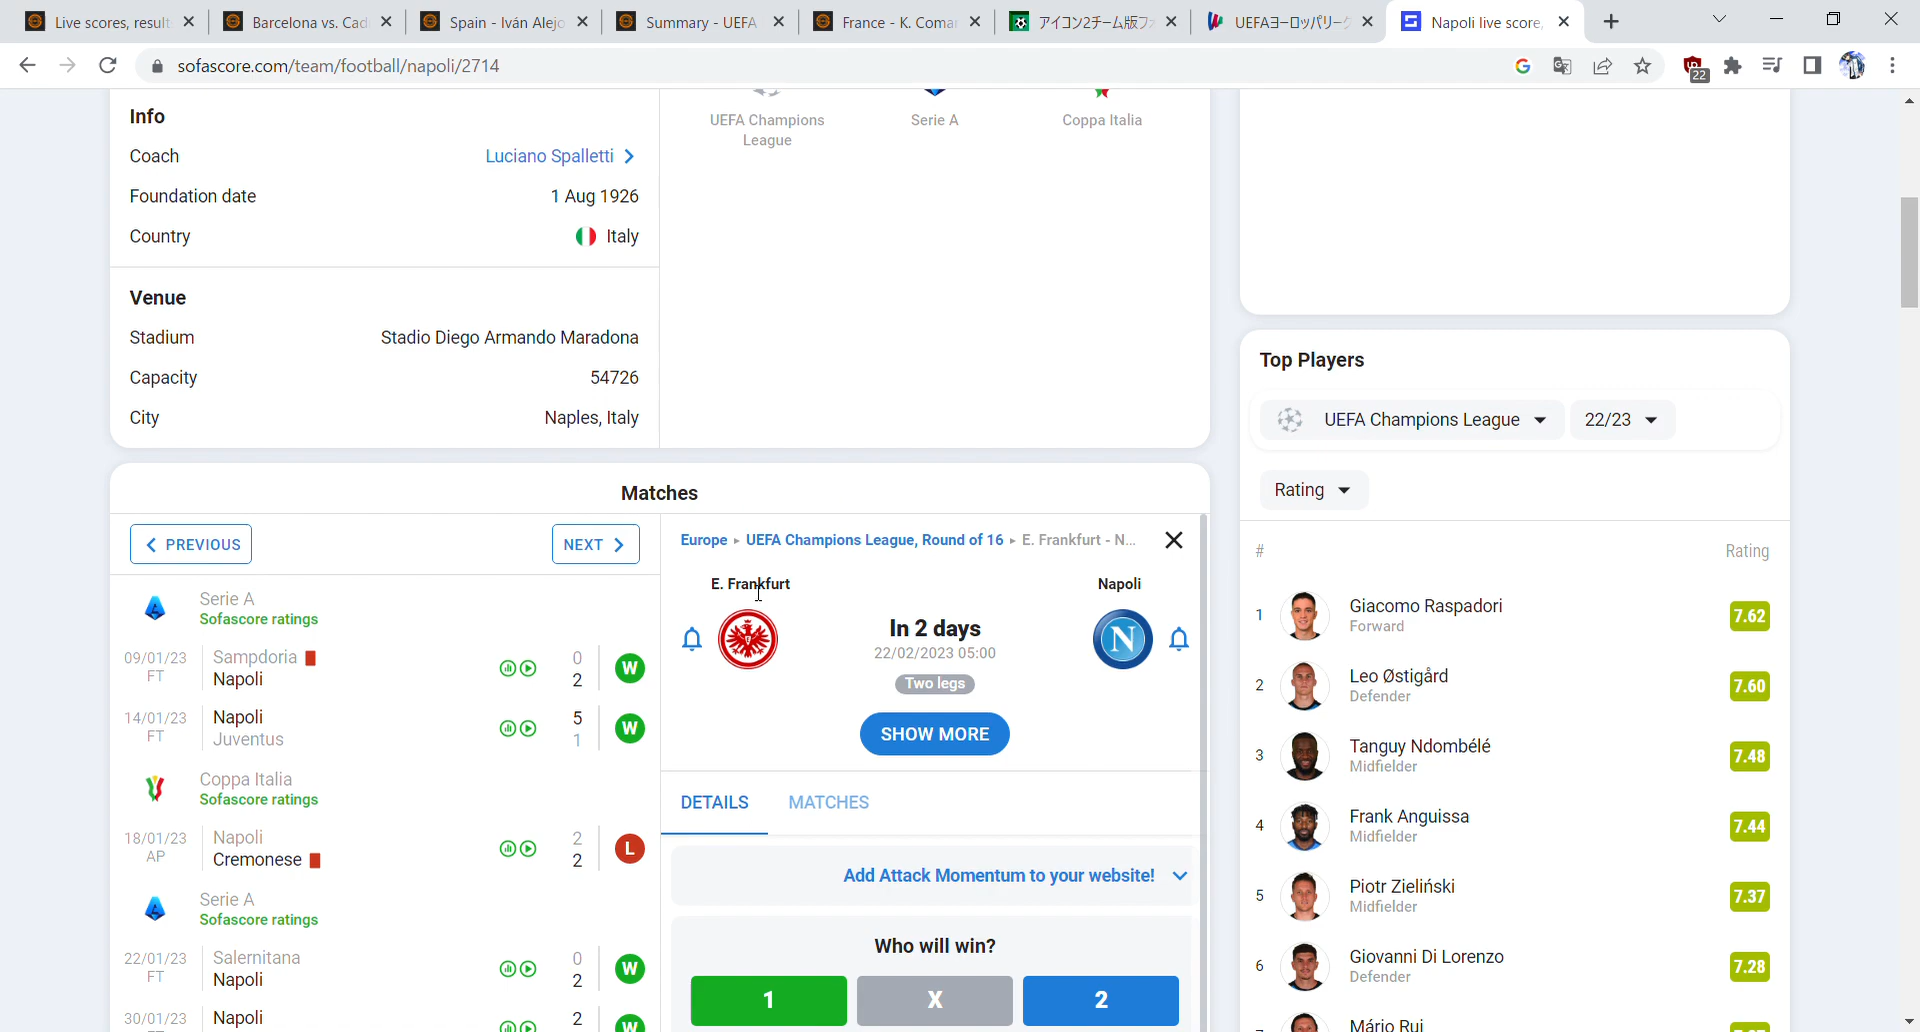 Live scores, result
Barcelona vs. Cad
Spain - Iván Alejo
Summary - UEFA
France - K. Coman
アイコン2チーム版フ
UEFAヨーロッパリーグ
Napoli live score,
sofascore.com/team/football/napoli/2714
22
Info
Coach
Luciano Spalletti
Foundation date
1 Aug 1926
Country
Italy
Venue
Stadium
Stadio Diego Armando Maradona
Capacity
54726
City
Naples, Italy
UEFA Champions
League
Serie A
Coppa Italia
Matches
PREVIOUS
NEXT
Serie A
Sofascore ratings
09/01/23
FT
Sampdoria
Napoli
0
2
W
14/01/23
FT
Napoli
Juventus
5
1
W
Coppa Italia
Sofascore ratings
18/01/23
AP
Napoli
Cremonese
2
2
L
Serie A
Sofascore ratings
22/01/23
FT
Salernitana
Napoli
0
2
W
30/01/23
Napoli
2
W
Europe ▸ UEFA Champions League, Round of 16 ▸ E. Frankfurt - N...
E. Frankfurt
Napoli
In 2 days
22/02/2023 05:00
Two legs
N
SHOW MORE
DETAILS
MATCHES
Add Attack Momentum to your website!
Who will win?
1
X
2
Top Players
UEFA Champions League
22/23
Rating
#
Rating
1
Giacomo Raspadori
Forward
7.62
2
Leo Østigård
Defender
7.60
3
Tanguy Ndombélé
Midfielder
7.48
4
Frank Anguissa
Midfielder
7.44
5
Piotr Zieliński
Midfielder
7.37
6
Giovanni Di Lorenzo
Defender
7.28
Mário Rui